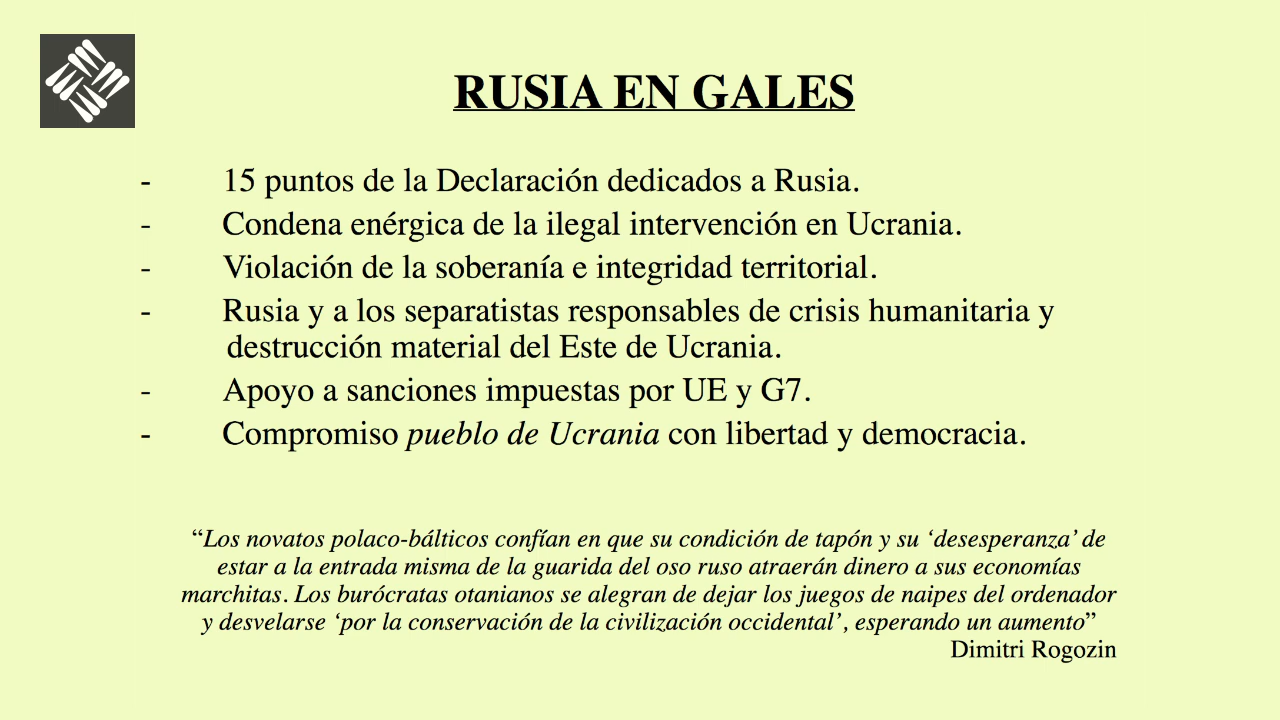 RUSIA EN GALES
- 15 puntos de la Declaración dedicados a Rusia.
- Condena enérgica de la ilegal intervención en Ucrania.
- Violación de la soberanía e integridad territorial.
- Rusia y a los separatistas responsables de crisis humanitaria y
destrucción material del Este de Ucrania.
- Apoyo a sanciones impuestas por UE y G7.
- Compromiso pueblo de Ucrania con libertad y democracia.
“Los novatos polaco-bálticos confían en que su condición de tapón y su ‘desesperanza’ de
estar a la entrada misma de la guarida del oso ruso atraerán dinero a sus economías
marchitas. Los burócratas otanianos se alegran de dejar los juegos de naipes del ordenador
y desvelarse ‘por la conservación de la civilización occidental’, esperando un aumento”
Dimitri Rogozin